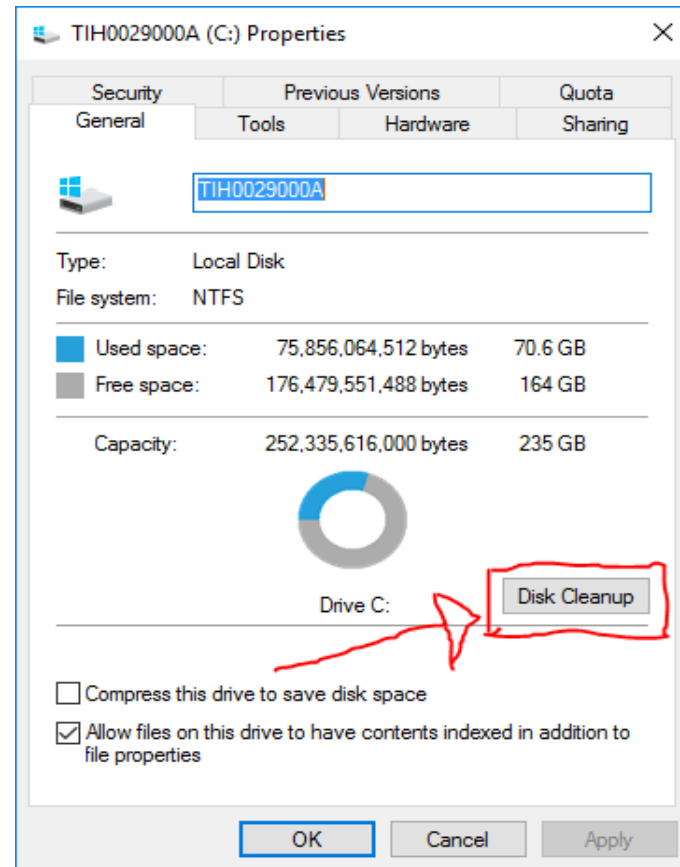 TIH0029000A (C:) Properties
Security Previous Versions Quota
General Tools Hardware Sharing
TIH0029000A
Type: Local Disk
File system: NTFS
Used space: 75,856,064,512 bytes 70.6 GB
Free space: 176,479,551,488 bytes 164 GB
Capacity: 252,335,616,000 bytes 235 GB
Drive C: Disk Cleanup
Compress this drive to save disk space
Allow files on this drive to have contents indexed in addition to
file properties
OK Cancel Apply